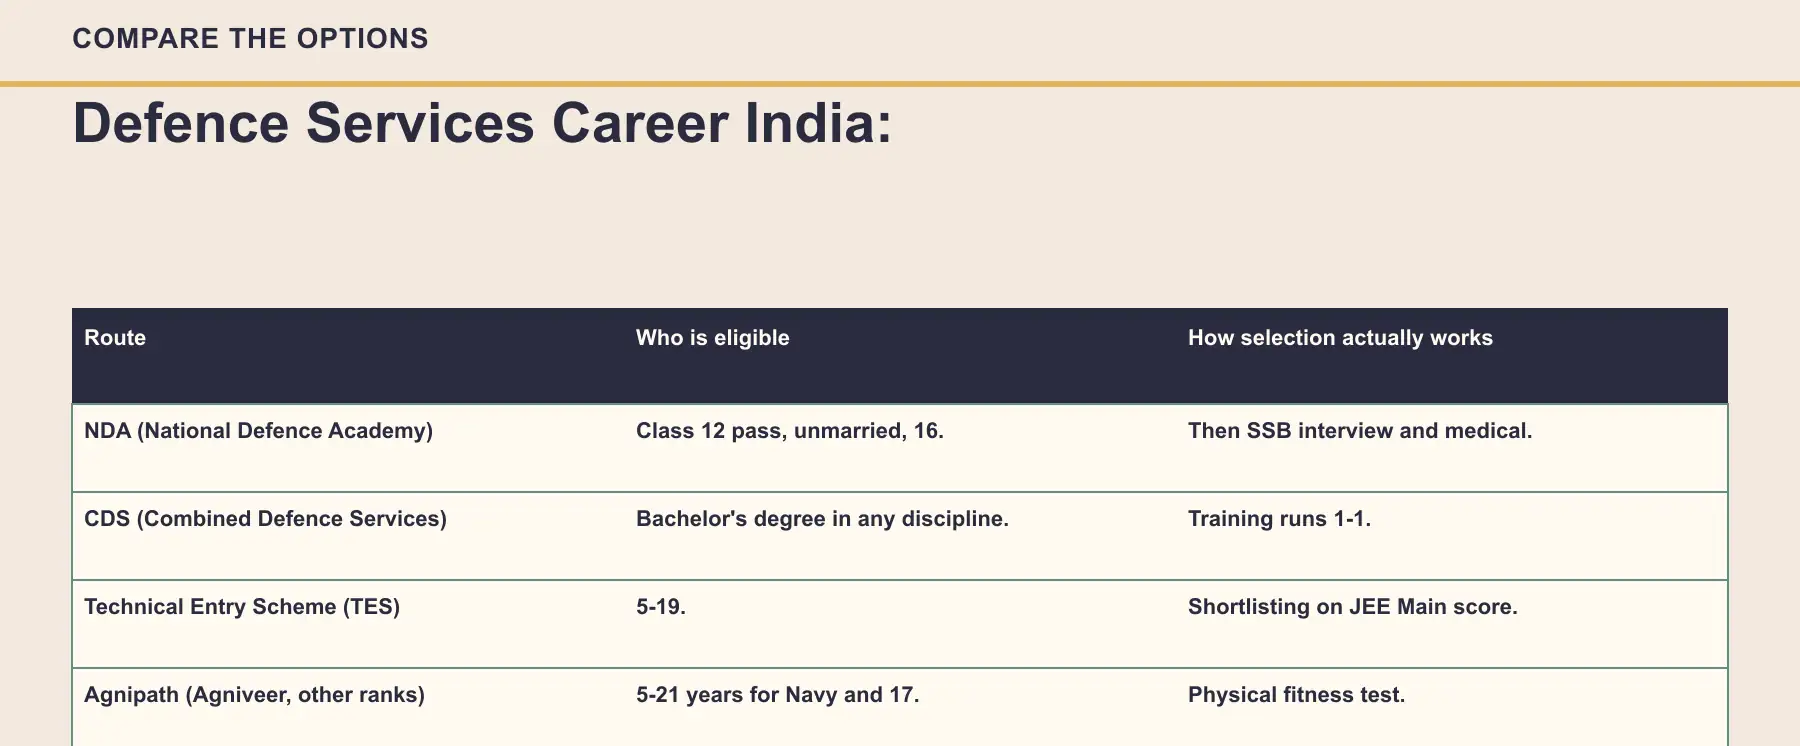 COMPARE THE OPTIONS
Defence Services Career India:
Route Who is eligible How selection actually works
NDA (National Defence Academy) Class 12 pass, unmarried, 16. Then SSB interview and medical.
CDS (Combined Defence Services) Bachelor's degree in any discipline. Training runs 1-1.
Technical Entry Scheme (TES) 5-19. Shortlisting on JEE Main score.
Agnipath (Agniveer, other ranks) 5-21 years for Navy and 17. Physical fitness test.